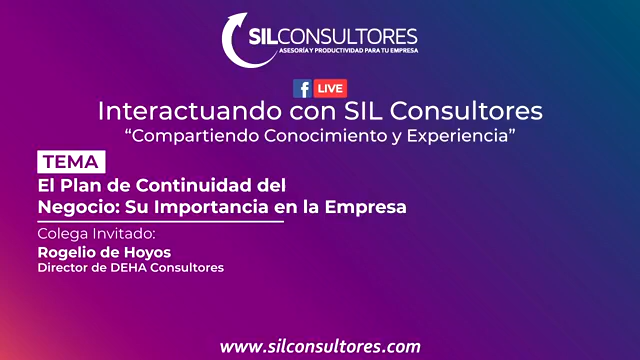 SILCONSULTORES
ASESORÍA Y PRODUCTIVIDAD PARA TU EMPRESA
f LIVE
Interactuando con SIL Consultores
“Compartiendo Conocimiento y Experiencia”
TEMA
El Plan de Continuidad del
Negocio: Su Importancia en la Empresa
Colega Invitado:
Rogelio de Hoyos
Director de DEHA Consultores
www.silconsultores.com